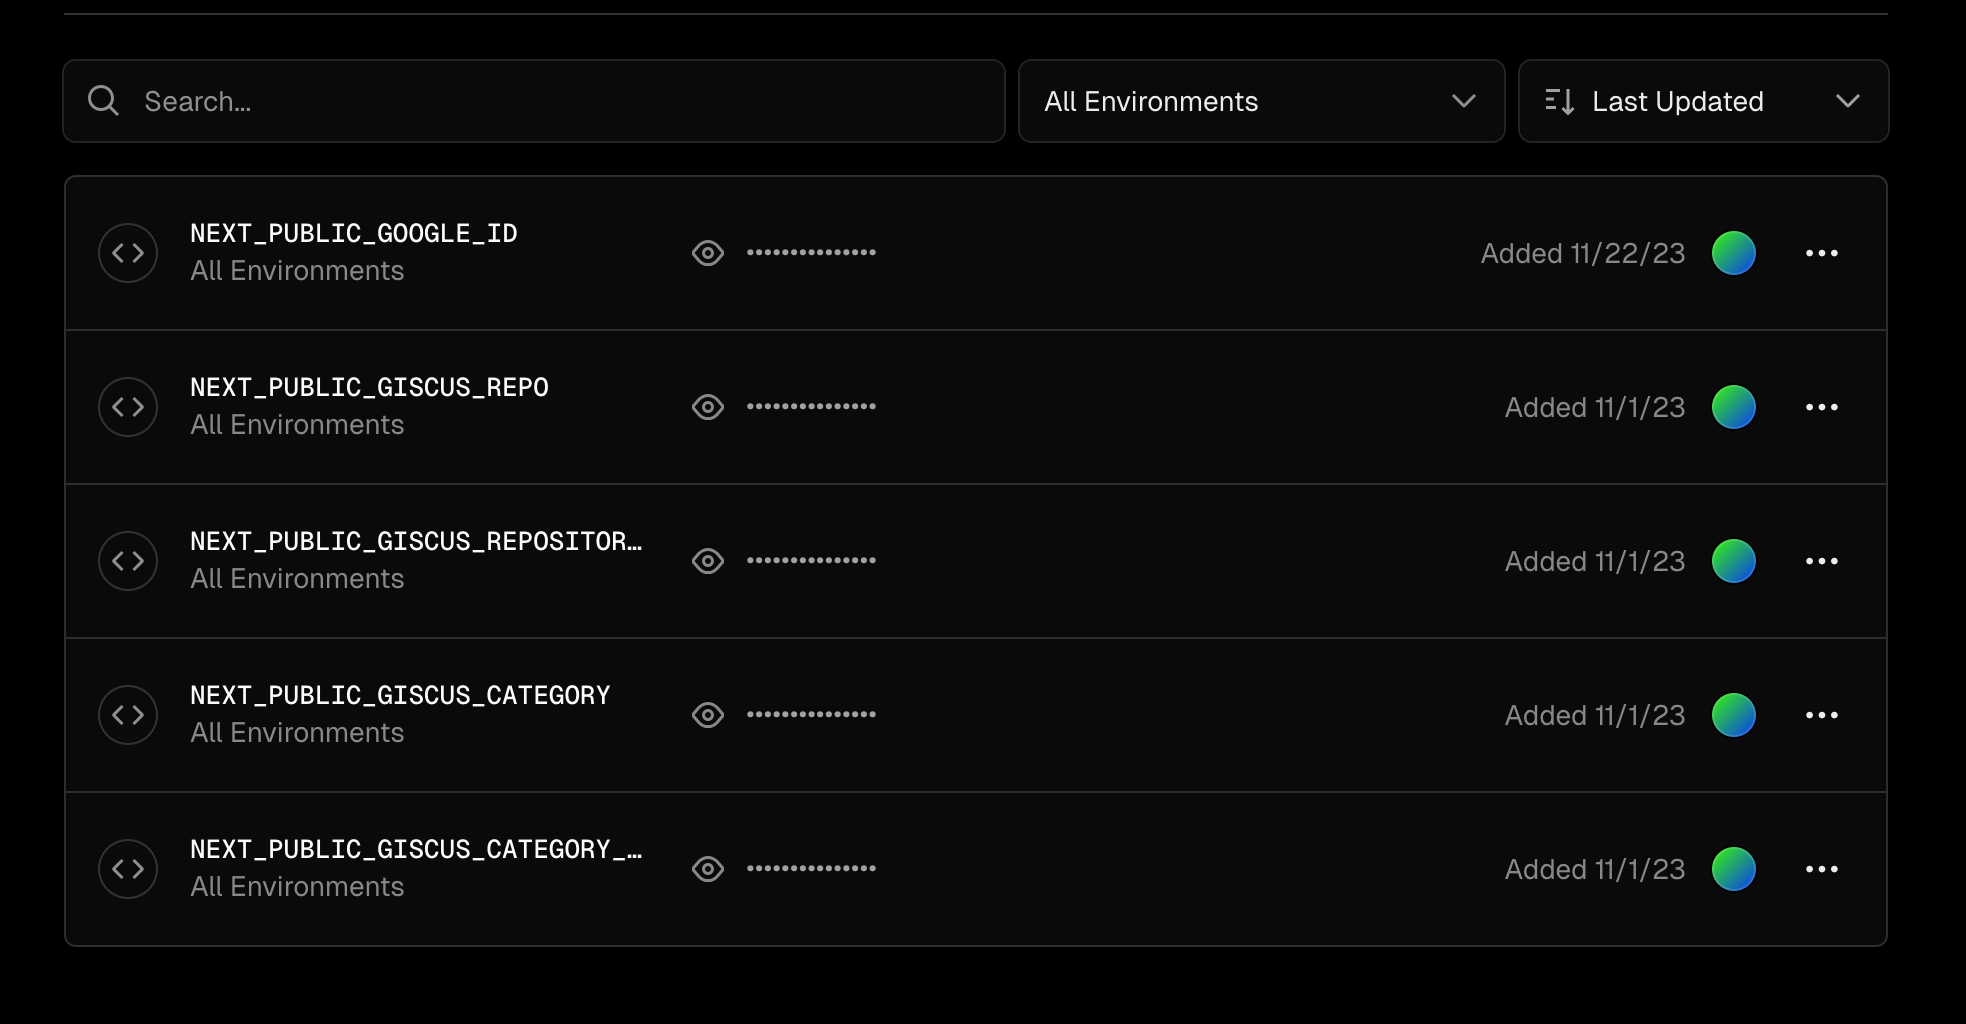 Search...
All Environments
Last Updated
NEXT_PUBLIC_GOOGLE_ID
All Environments
Added 11/22/23
NEXT_PUBLIC_GISCUS_REPO
All Environments
Added 11/1/23
NEXT_PUBLIC_GISCUS_REPOSITOR…
All Environments
Added 11/1/23
NEXT_PUBLIC_GISCUS_CATEGORY
All Environments
Added 11/1/23
NEXT_PUBLIC_GISCUS_CATEGORY_…
All Environments
Added 11/1/23